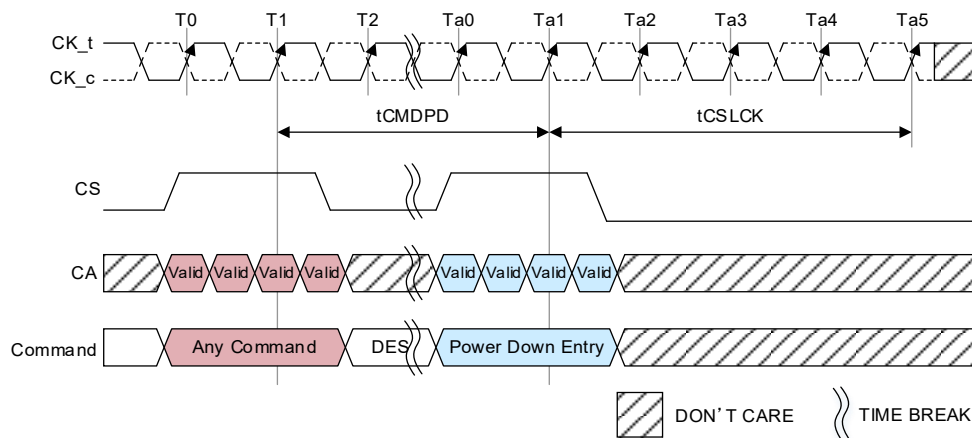 T0 T1 T2 Ta0 Ta1 Ta2 Ta3 Ta4 Ta5
CK_t
CK_c
tCMDPD tCSLCK
CS
CA Valid Valid Valid Valid Valid Valid Valid Valid
Command Any Command DES Power Down Entry
DON'T CARE TIME BREAK